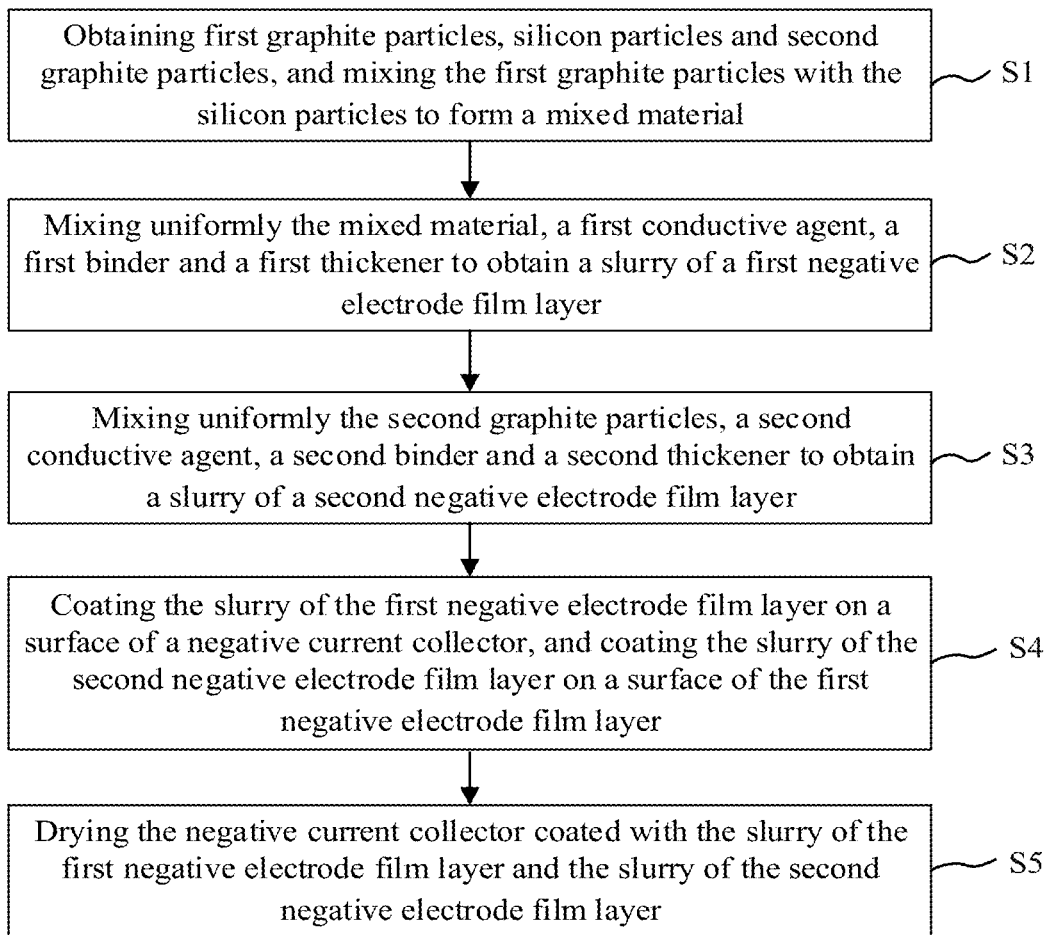 Obtaining first graphite particles, silicon particles and second
graphite particles, and mixing the first graphite particles with the
silicon particles to form a mixed material
S1
Mixing uniformly the mixed material, a first conductive agent, a
first binder and a first thickener to obtain a slurry of a first negative
electrode film layer
S2
Mixing uniformly the second graphite particles, a second
conductive agent, a second binder and a second thickener to obtain
a slurry of a second negative electrode film layer
S3
Coating the slurry of the first negative electrode film layer on a
surface of a negative current collector, and coating the slurry of the
second negative electrode film layer on a surface of the first
negative electrode film layer
S4
Drying the negative current collector coated with the slurry of the
first negative electrode film layer and the slurry of the second
negative electrode film layer
S5